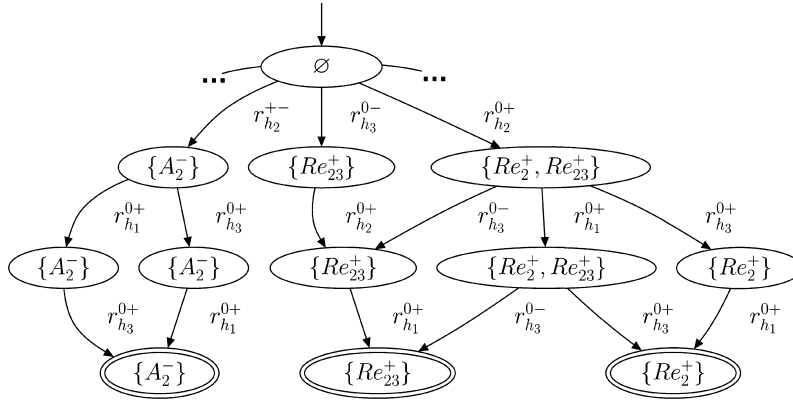 ∅
... ...
r_{h_2}^{+-} r_{h_3}^{0-} r_{h_2}^{0+}
{A_2^-} {Re_{23}^+} {Re_2^+, Re_{23}^+}
r_{h_1}^{0+} r_{h_3}^{0+} r_{h_2}^{0+} r_{h_3}^{0-} r_{h_1}^{0+} r_{h_3}^{0+}
{A_2^-} {A_2^-} {Re_{23}^+} {Re_2^+, Re_{23}^+} {Re_2^+}
r_{h_3}^{0+} r_{h_1}^{0+} r_{h_1}^{0+} r_{h_3}^{0-} r_{h_3}^{0+} r_{h_1}^{0+}
{A_2^-} {Re_{23}^+} {Re_2^+}